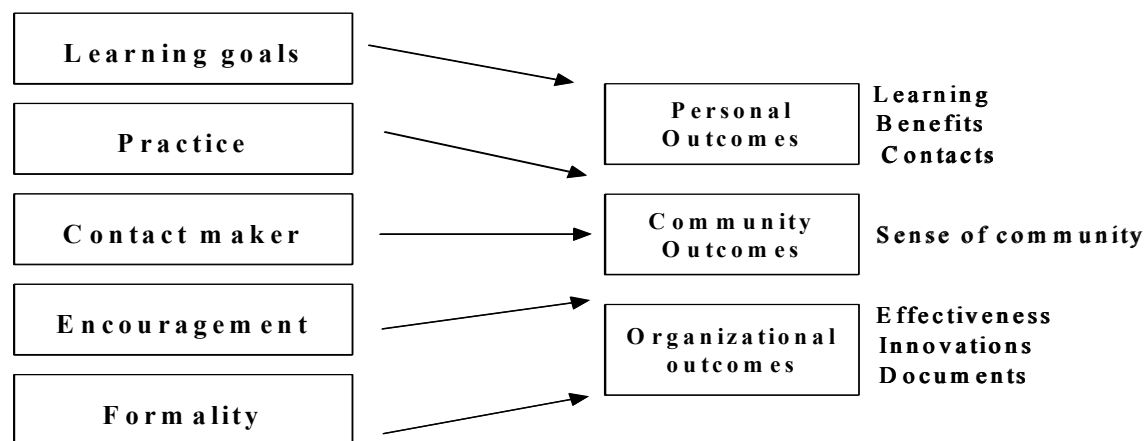 Learning goals
Practice
Contact maker
Encouragement
Formality
Personal
Outcomes
Learning
Benefits
Contacts
Community
Outcomes
Sense of community
Organizational
outcomes
Effectiveness
Innovations
Documents